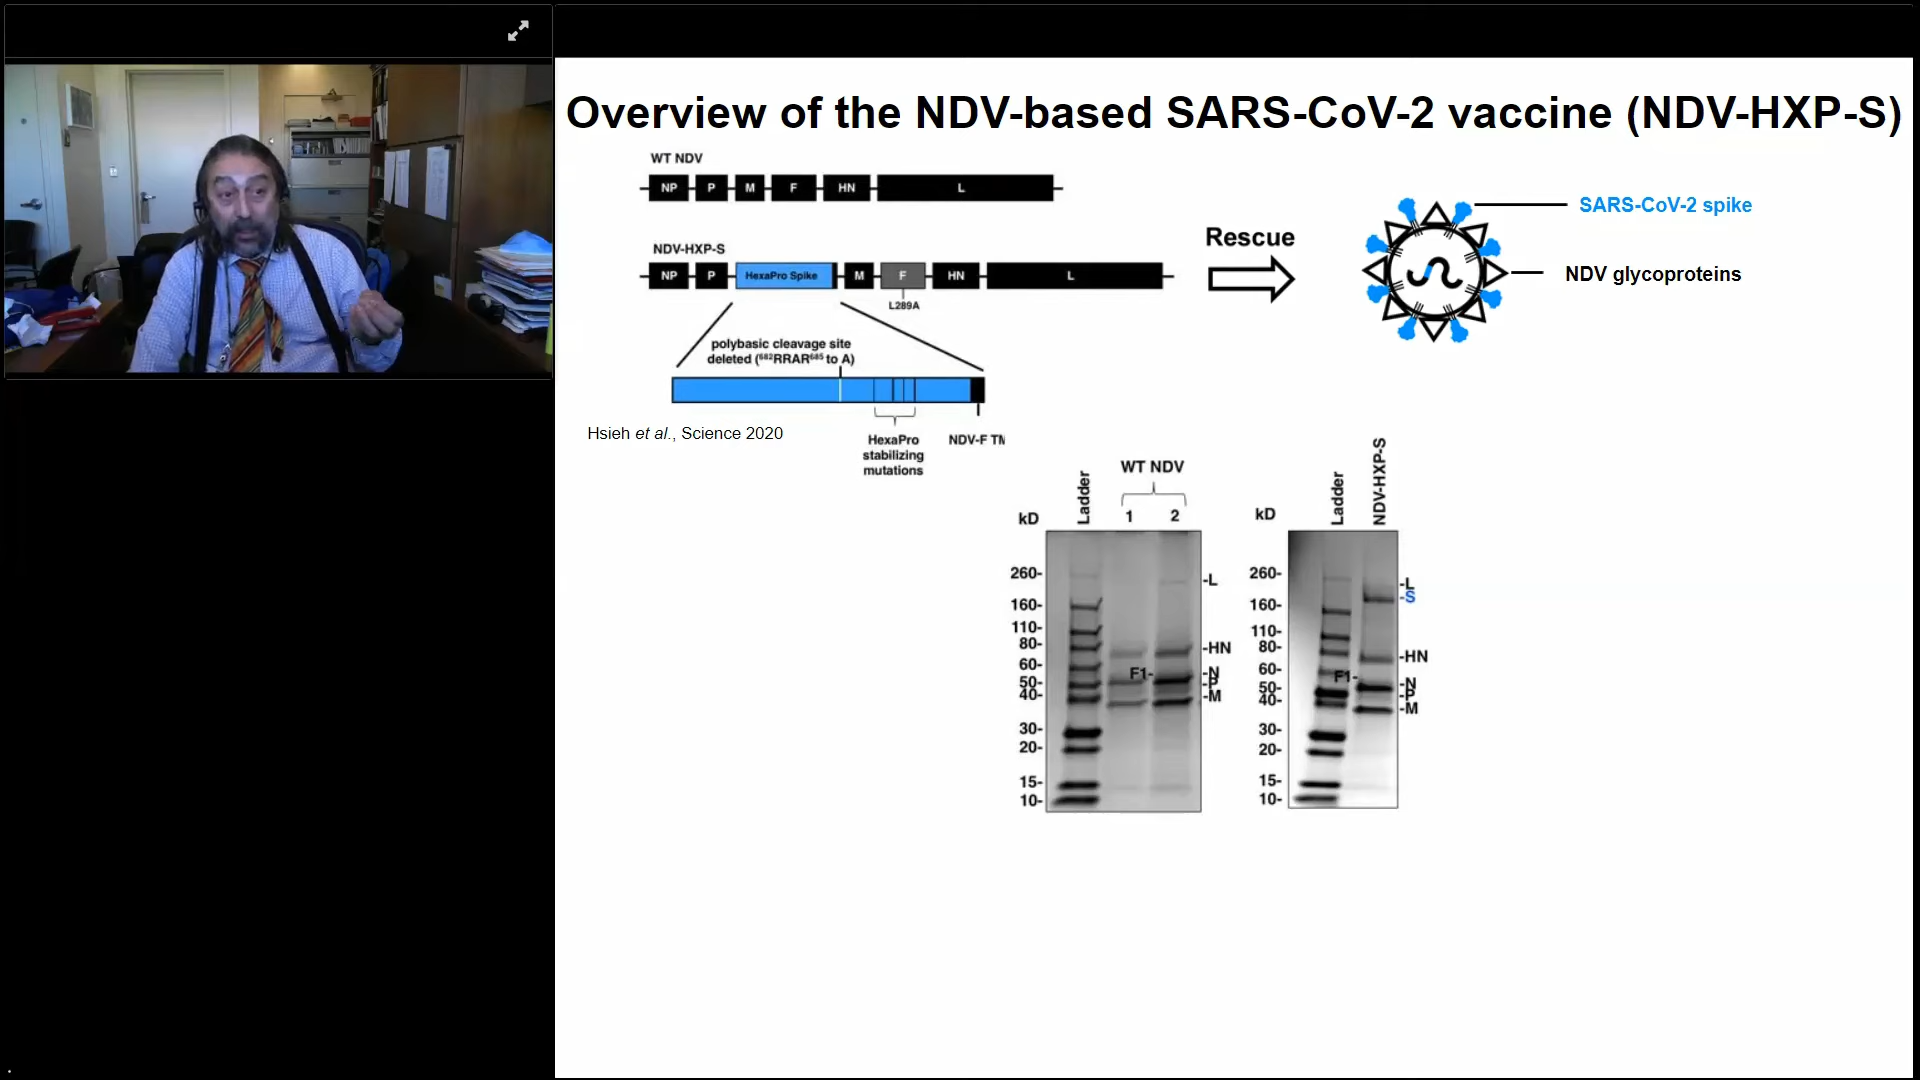 Overview of the NDV-based SARS-CoV-2 vaccine (NDV-HXP-S)
WT NDV
NP P M F HN L
NDV-HXP-S
NP P HexaPro Spike M F HN L
L289A
polybasic cleavage site
deleted (⁶⁸²RRAR⁶⁸⁵ to A)
HexaPro
stabilizing
mutations
NDV-F TM
Hsieh et al., Science 2020
Rescue
SARS-CoV-2 spike
NDV glycoproteins
kD
Ladder
WT NDV
1 2
260-
160-
110-
80-
60-
50-
40-
30-
20-
15-
10-
F1-
-L
-HN
-N
-P
-M
kD
Ladder
NDV-HXP-S
260-
160-
110-
80-
60-
50-
40-
30-
20-
15-
10-
F1-
-L
-S
-HN
-N
-P
-M